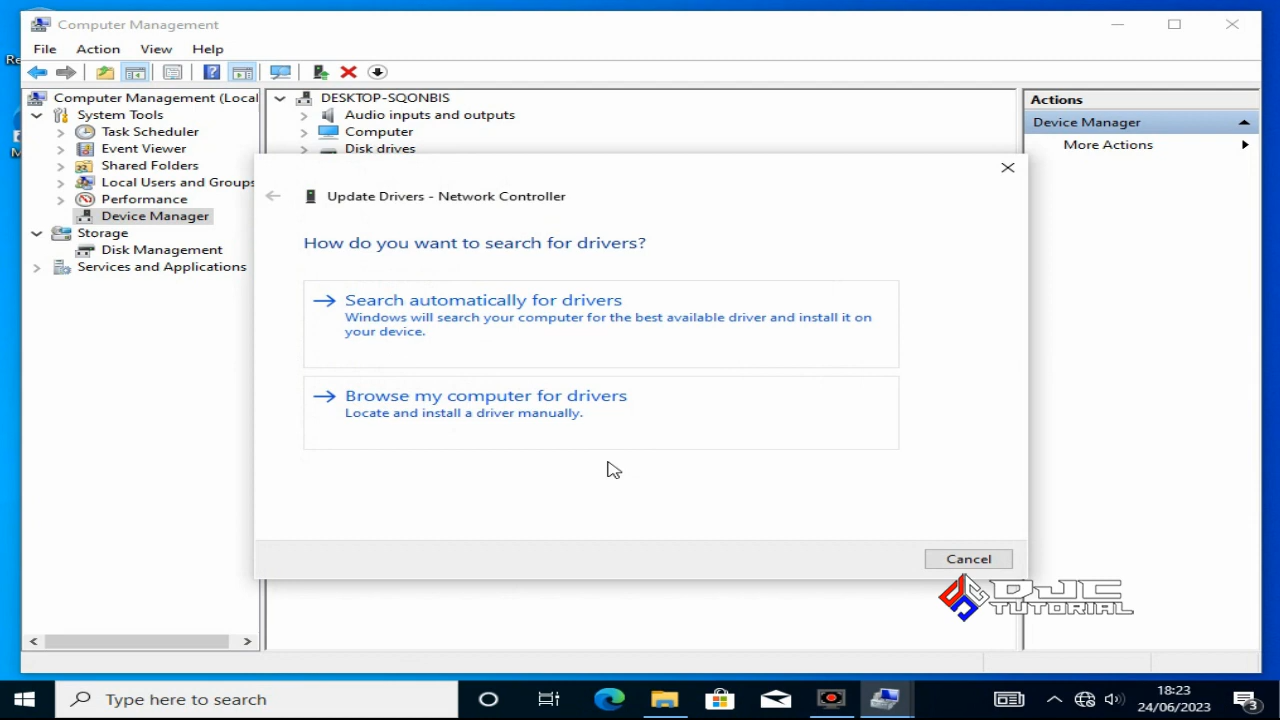 Computer Management
File Action View Help
Computer Management (Local
System Tools
Task Scheduler
Event Viewer
Shared Folders
Local Users and Groups
Performance
Device Manager
Storage
Disk Management
Services and Applications
DESKTOP-SQONBIS
Audio inputs and outputs
Computer
Disk drives
Actions
Device Manager
More Actions
Update Drivers - Network Controller
How do you want to search for drivers?
Search automatically for drivers
Windows will search your computer for the best available driver and install it on
your device.
Browse my computer for drivers
Locate and install a driver manually.
Cancel
DJC
TUTORIAL
Type here to search
18:23
24/06/2023
3